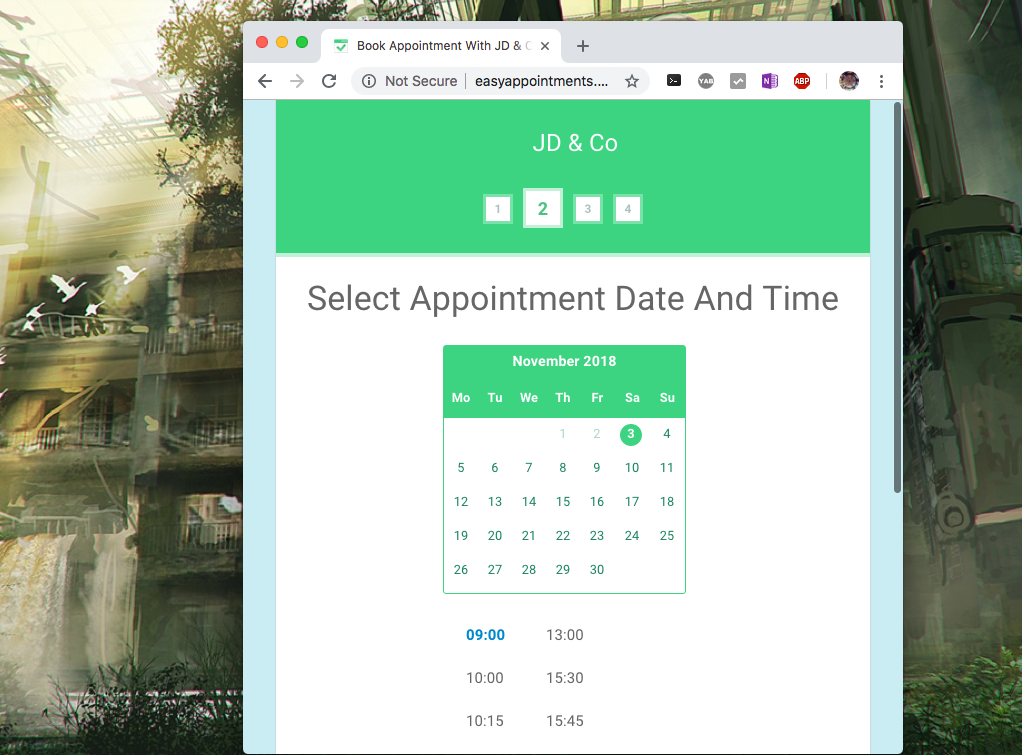 Book Appointment With JD & C
Not Secure easyappointments....
YAB
N
ABP
JD & Co
1 2 3 4
Select Appointment Date And Time
November 2018
Mo Tu We Th Fr Sa Su
1 2 3 4
5 6 7 8 9 10 11
12 13 14 15 16 17 18
19 20 21 22 23 24 25
26 27 28 29 30
09:00 13:00
10:00 15:30
10:15 15:45